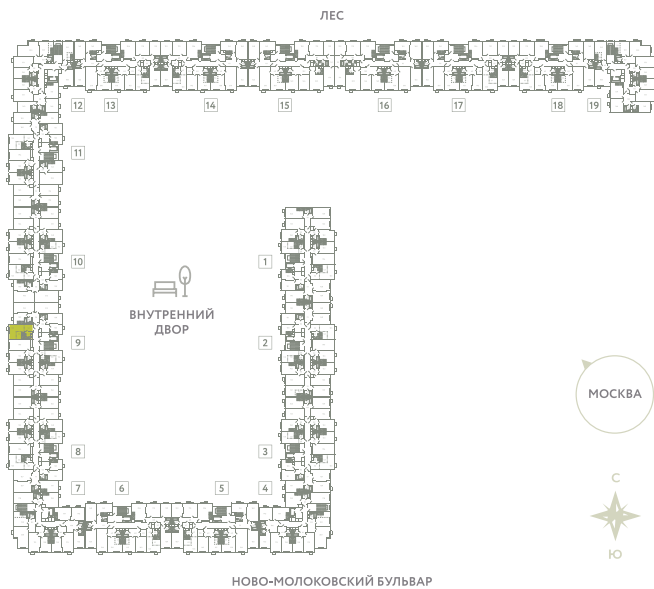 ЛЕС
12 13 14 15 16 17 18 19
11
10 1
ВНУТРЕННИЙ
ДВОР
9 2
МОСКВА
8 3
7 6 5 4
С
Ю
НОВО-МОЛОКОВСКИЙ БУЛЬВАР